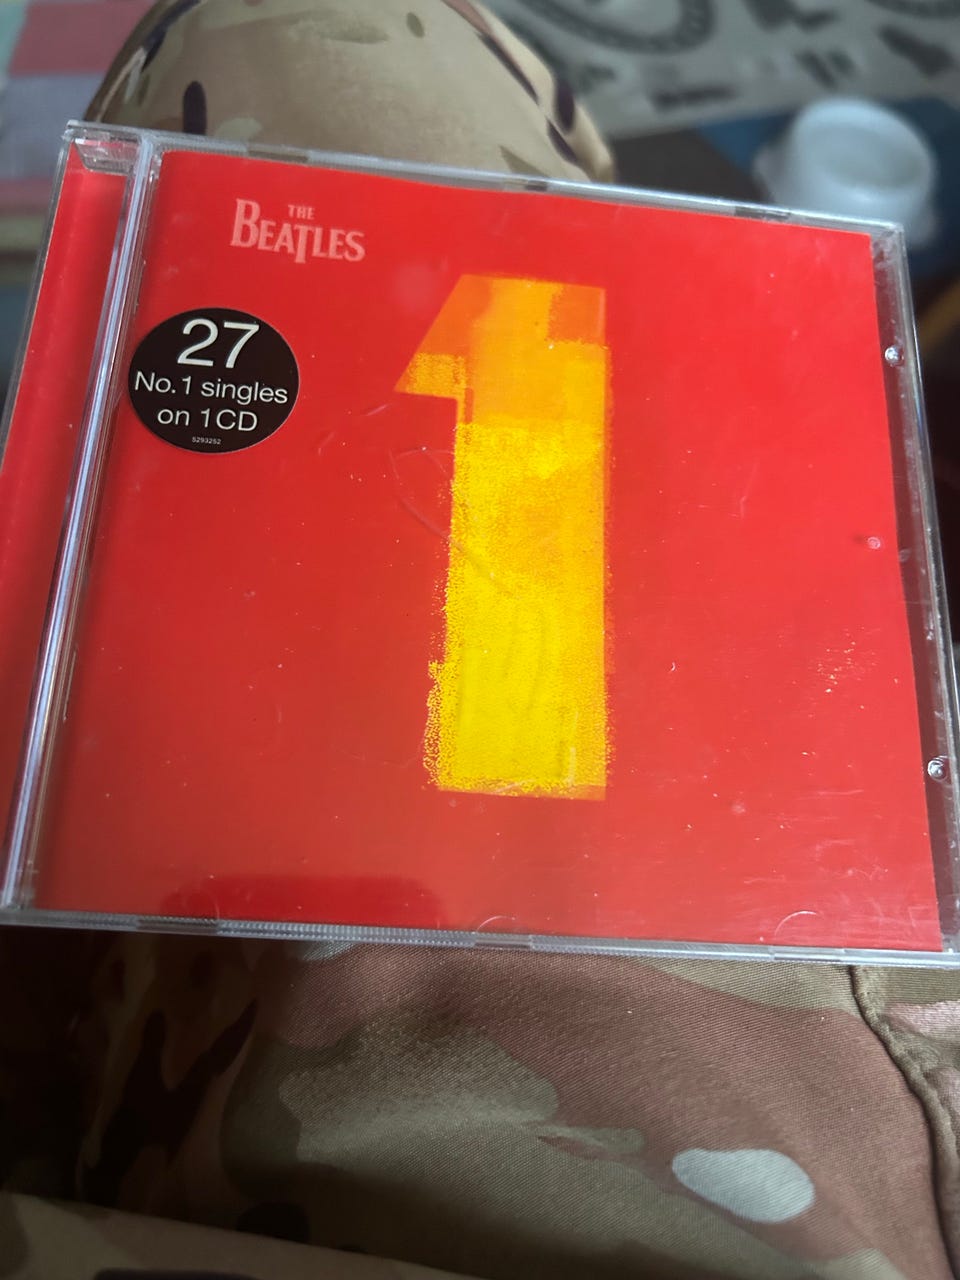 THE
BEATLES
1
27
No.1 singles
on 1CD
5293252